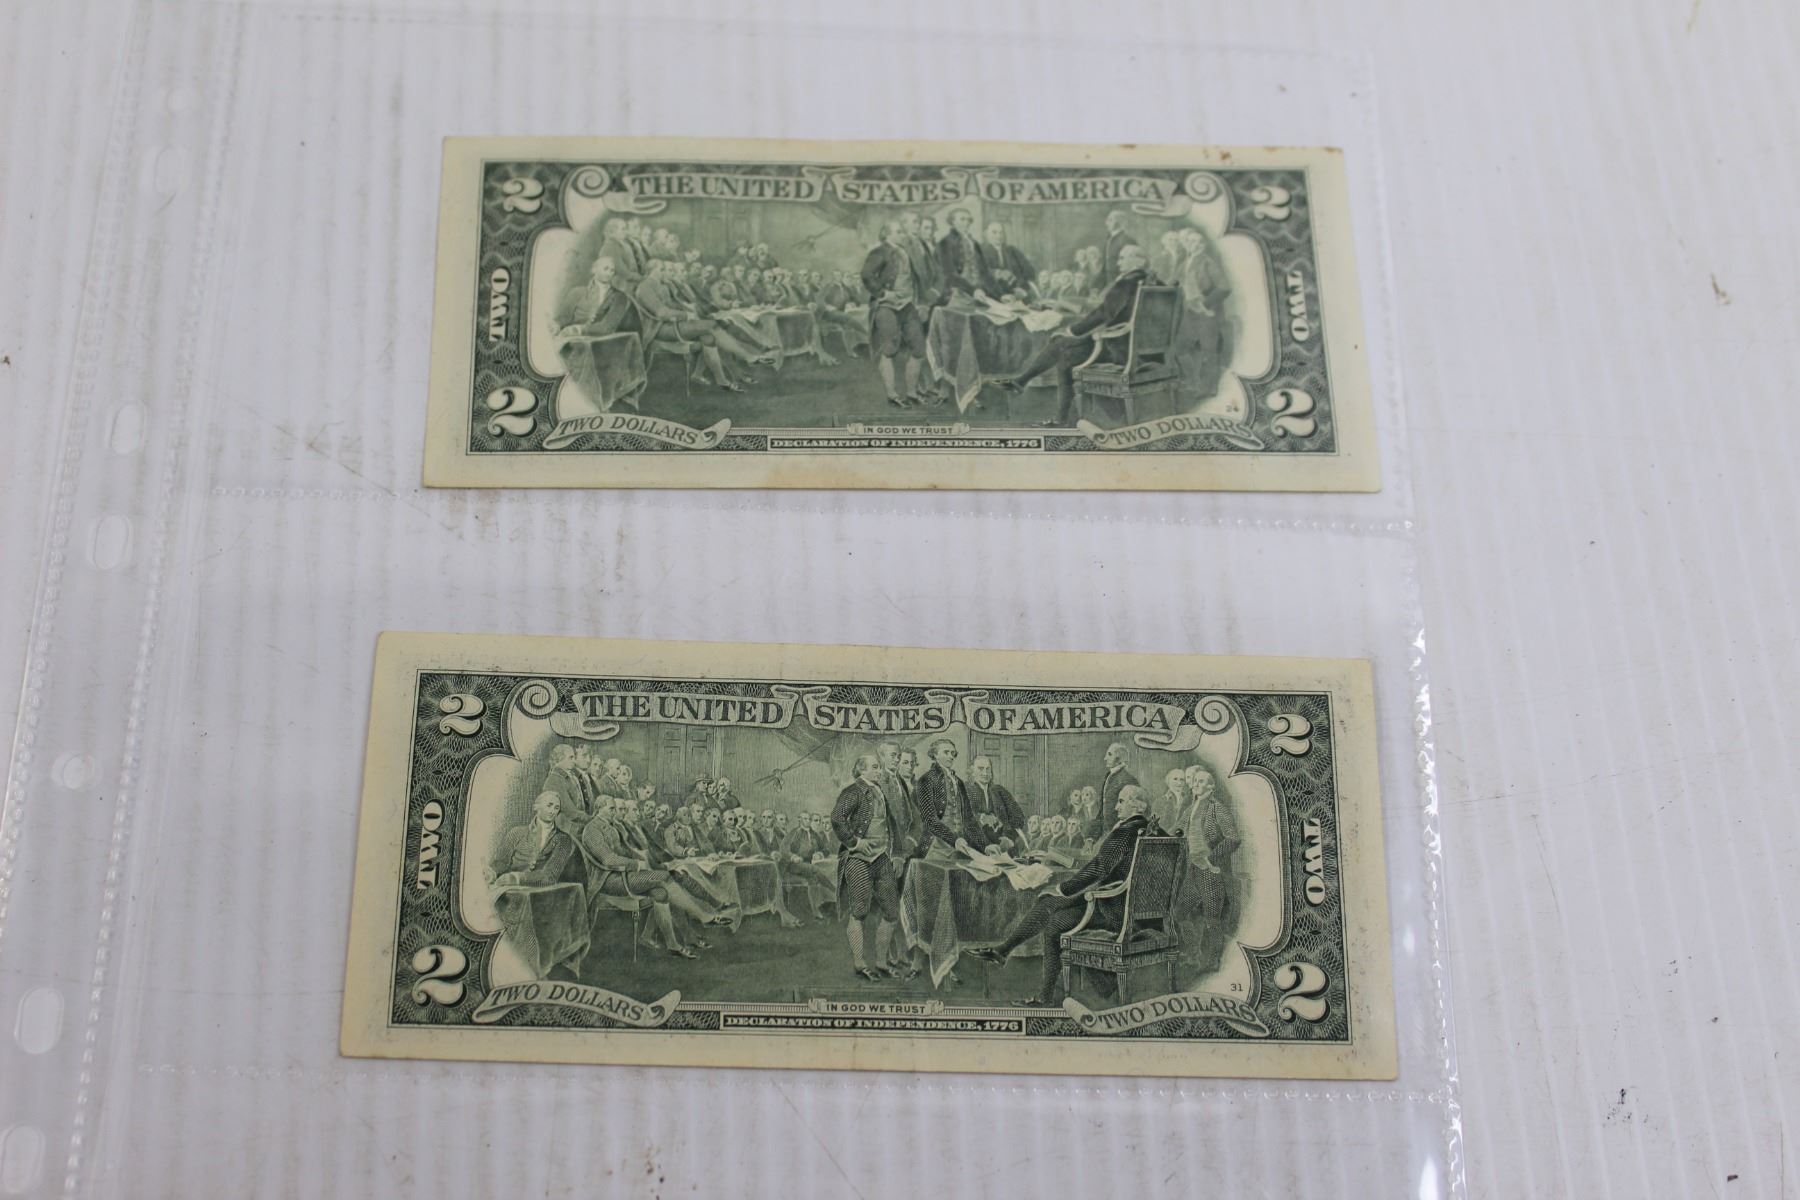 2 THE UNITED STATES OF AMERICA 2
TWO TWO
24
2 TWO DOLLARS IN GOD WE TRUST TWO DOLLARS 2
DECLARATION OF INDEPENDENCE, 1776
2 THE UNITED STATES OF AMERICA 2
TWO TWO
31
2 TWO DOLLARS IN GOD WE TRUST TWO DOLLARS 2
DECLARATION OF INDEPENDENCE, 1776